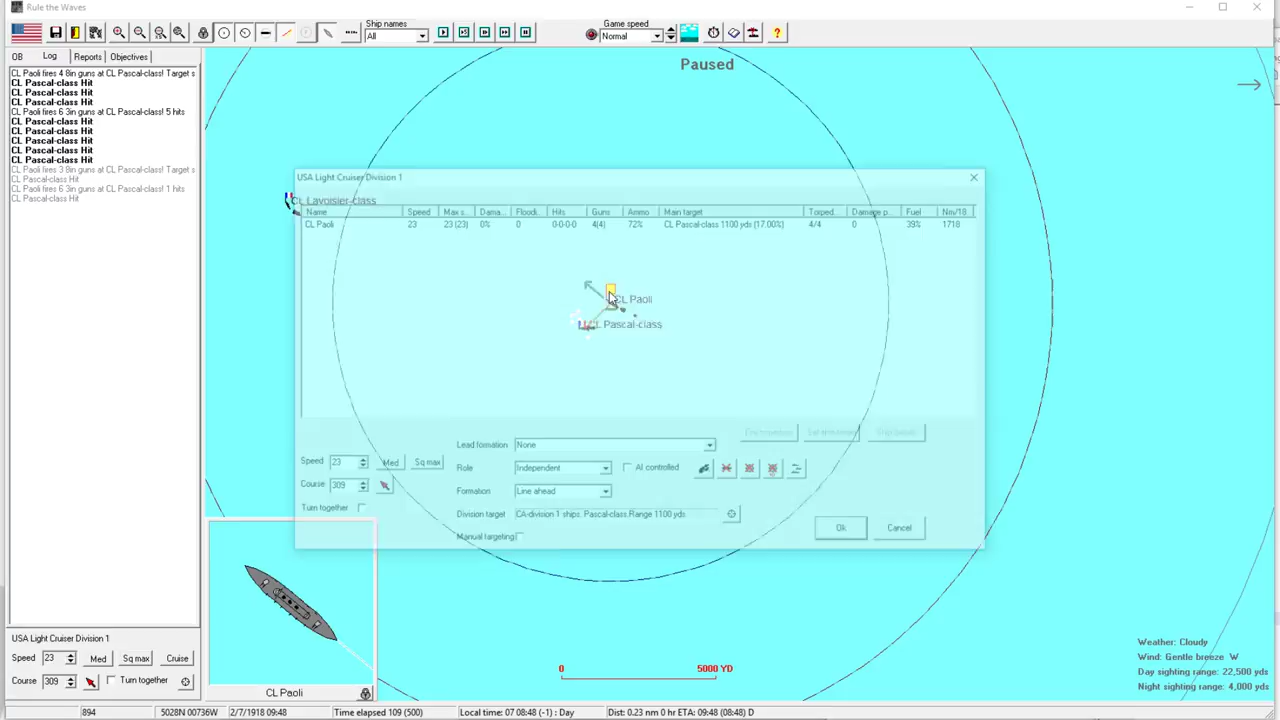 Rule the Waves
Ship names
All
Game speed
Normal
OB Log Reports Objectives
CL Paoli fires 4 8in guns at CL Pascal-class! Target s
CL Pascal-class Hit
CL Pascal-class Hit
CL Pascal-class Hit
CL Paoli fires 6 3in guns at CL Pascal-class! 5 hits
CL Pascal-class Hit
CL Pascal-class Hit
CL Pascal-class Hit
CL Pascal-class Hit
CL Pascal-class Hit
CL Paoli fires 3 8in guns at CL Pascal-class! Target s
CL Pascal-class Hit
CL Paoli fires 6 3in guns at CL Pascal-class! 1 hits
CL Pascal-class Hit
Paused
USA Light Cruiser Division 1
CL Lavoisier-class
Name Speed Max s... Dama... Floodi... Hits Guns Ammo Main target Torped... Damage p... Fuel Nm/18
CL Paoli 23 23 (23) 0% 0 0-0-0-0 4(4) 72% CL Pascal-class 1100 yds (17.00%) 4/4 0 39% 1718
CL Paoli
CL Pascal-class
Lead formation None
Speed 23 Med Sq max
Role Independent AI controlled
Course 309
Formation Line ahead
Turn together
Division target CA-division 1 ships. Pascal-class.Range 1100 yds
Manual targeting
Ok Cancel
USA Light Cruiser Division 1
Speed 23 Med Sq max Cruise
Course 309 Turn together
CL Paoli
0 5000 YD
Weather: Cloudy
Wind: Gentle breeze W
Day sighting range: 22,500 yds
Night sighting range: 4,000 yds
894 5028N 00736W 2/7/1918 09:48 Time elapsed 109 (500) Local time: 07 08:48 (-1) : Day Dist: 0.23 nm 0 hr ETA: 09:48 (08:48) D